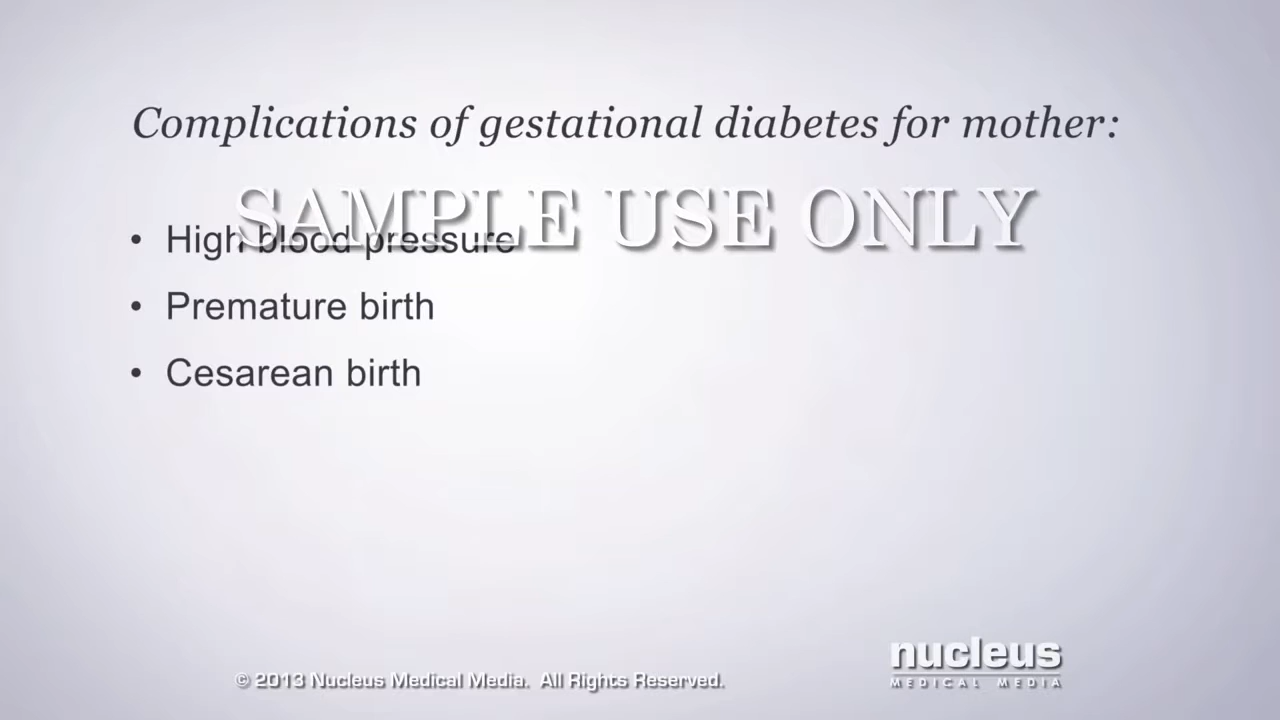 Complications of gestational diabetes for mother:
SAMPLE USE ONLY
• High blood pressure
• Premature birth
• Cesarean birth
nucleus
MEDICAL MEDIA
© 2013 Nucleus Medical Media. All Rights Reserved.